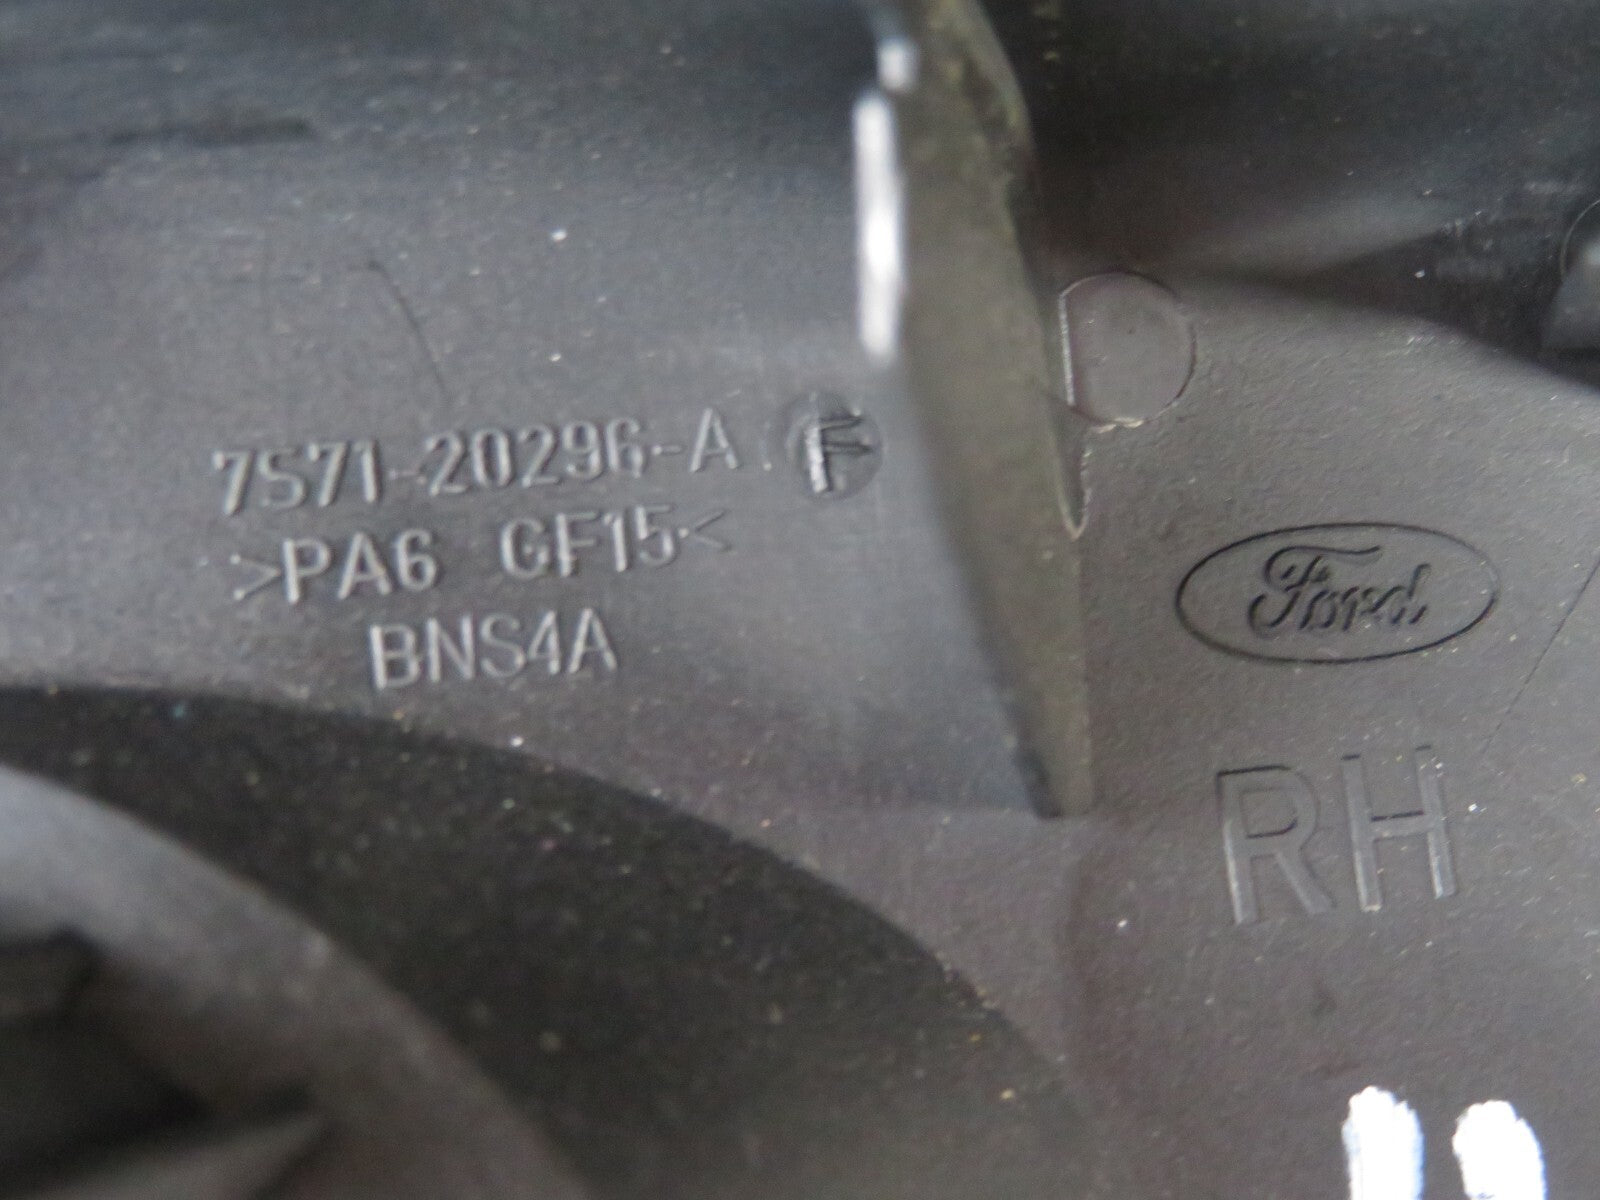 7S71-20296-A F
>PA6 GF15<
BNS4A
Ford
RH